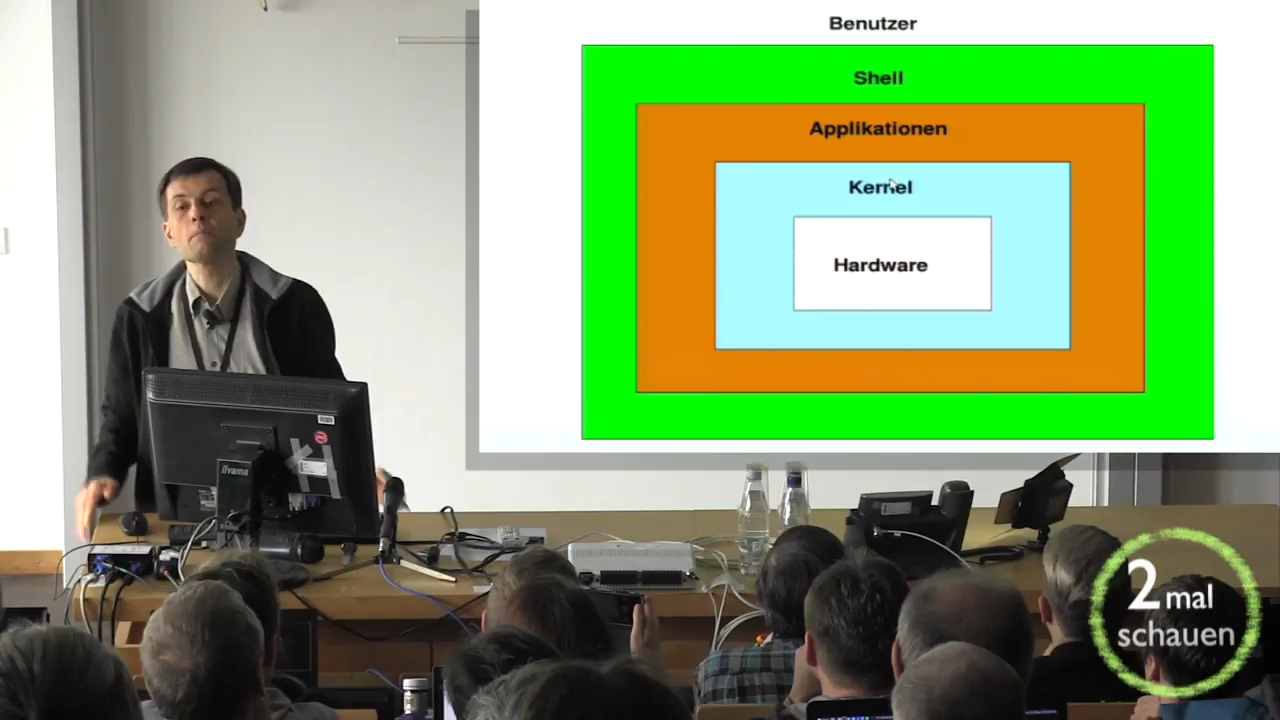 Benutzer
Shell
Applikationen
Kernel
Hardware
iiyama
2 mal
schauen